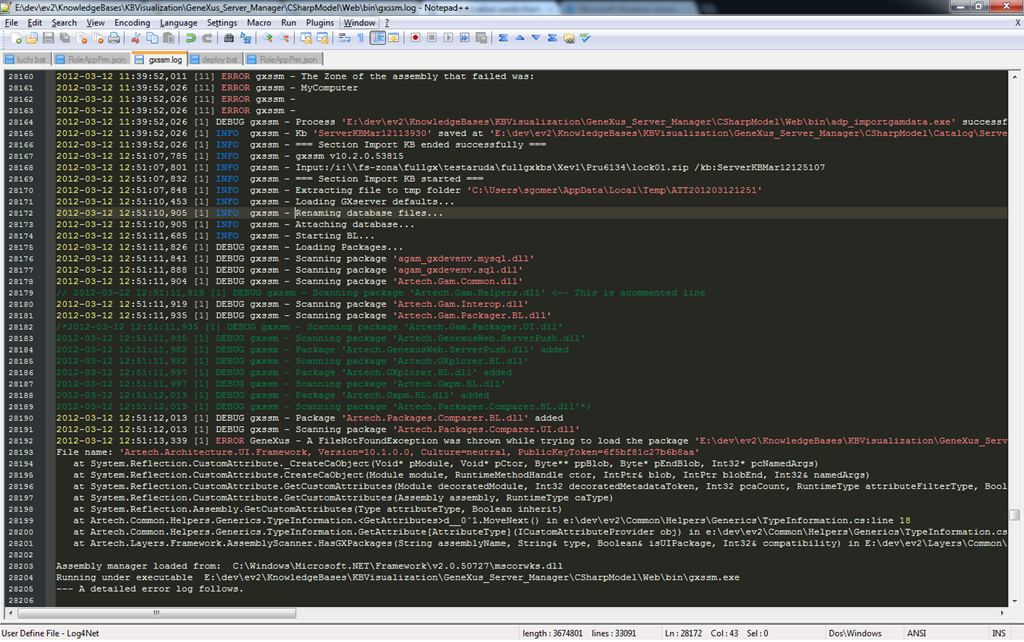 E:\dev\ev2\KnowledgeBases\KBVisualization\GeneXus_Server_Manager\CSharpModel\Web\bin\gxssm.log - Notepad++
File Edit Search View Encoding Language Settings Macro Run Plugins Window ?
luchi.bat RoleAppPrm.json gxssm.log deploy.bat RoleAppPrm.json
28160 2012-03-12 11:39:52,011 [11] ERROR gxssm - The Zone of the assembly that failed was:
28161 2012-03-12 11:39:52,026 [11] ERROR gxssm - MyComputer
28162 2012-03-12 11:39:52,026 [11] ERROR gxssm -
28163 2012-03-12 11:39:52,026 [11] ERROR gxssm -
28164 2012-03-12 11:39:52,026 [1] DEBUG gxssm - Process 'E:\dev\ev2\KnowledgeBases\KBVisualization\GeneXus_Server_Manager\CSharpModel\Web\bin\adp_importgamdata.exe' successf
28165 2012-03-12 11:39:52,026 [1] INFO gxssm - Kb 'ServerKBMar12113930' saved at 'E:\dev\ev2\KnowledgeBases\KBVisualization\GeneXus_Server_Manager\CSharpModel\Catalog\Serve
28166 2012-03-12 11:39:52,026 [1] INFO gxssm - === Section Import KB ended successfully ===
28167 2012-03-12 12:51:07,785 [1] INFO gxssm - gxssm v10.2.0.53815
28168 2012-03-12 12:51:07,801 [1] INFO gxssm - Input:/i:\\fs-zona\fullgx\testaruda\fullgxkbs\Xev1\Pru6134\lock01.zip /kb:ServerKBMar12125107
28169 2012-03-12 12:51:07,832 [1] INFO gxssm - === Section Import KB started ===
28170 2012-03-12 12:51:07,848 [1] INFO gxssm - Extracting file to tmp folder 'C:\Users\sgomez\AppData\Local\Temp\ATT201203121251'
28171 2012-03-12 12:51:10,453 [1] INFO gxssm - Loading GXserver defaults...
28172 2012-03-12 12:51:10,905 [1] INFO gxssm - Renaming database files...
28173 2012-03-12 12:51:10,905 [1] INFO gxssm - Attaching database...
28174 2012-03-12 12:51:11,685 [1] INFO gxssm - Starting BL...
28175 2012-03-12 12:51:11,826 [1] DEBUG gxssm - Loading Packages...
28176 2012-03-12 12:51:11,841 [1] DEBUG gxssm - Scanning package 'agam_gxdevenv.mysql.dll'
28177 2012-03-12 12:51:11,888 [1] DEBUG gxssm - Scanning package 'agam_gxdevenv.sql.dll'
28178 2012-03-12 12:51:11,904 [1] DEBUG gxssm - Scanning package 'Artech.Gam.Common.dll'
28179 // 2012-03-12 12:51:11,919 [1] DEBUG gxssm - Scanning package 'Artech.Gam.Helpers.dll' <-- This is acommented line
28180 2012-03-12 12:51:11,919 [1] DEBUG gxssm - Scanning package 'Artech.Gam.Interop.dll'
28181 2012-03-12 12:51:11,935 [1] DEBUG gxssm - Scanning package 'Artech.Gam.Packager.BL.dll'
28182 /*2012-03-12 12:51:11,935 [1] DEBUG gxssm - Scanning package 'Artech.Gam.Packager.UI.dll'
28183 2012-03-12 12:51:11,935 [1] DEBUG gxssm - Scanning package 'Artech.GenexusWeb.ServerPush.dll'
28184 2012-03-12 12:51:11,982 [1] DEBUG gxssm - Package 'Artech.GenexusWeb.ServerPush.dll' added
28185 2012-03-12 12:51:11,982 [1] DEBUG gxssm - Scanning package 'Artech.GXplorer.BL.dll'
28186 2012-03-12 12:51:11,997 [1] DEBUG gxssm - Package 'Artech.GXplorer.BL.dll' added
28187 2012-03-12 12:51:11,997 [1] DEBUG gxssm - Scanning package 'Artech.Gxpm.BL.dll'
28188 2012-03-12 12:51:12,013 [1] DEBUG gxssm - Package 'Artech.Gxpm.BL.dll' added
28189 2012-03-12 12:51:12,013 [1] DEBUG gxssm - Scanning package 'Artech.Packages.Comparer.BL.dll'*/
28190 2012-03-12 12:51:12,013 [1] DEBUG gxssm - Package 'Artech.Packages.Comparer.BL.dll' added
28191 2012-03-12 12:51:12,013 [1] DEBUG gxssm - Scanning package 'Artech.Packages.Comparer.UI.dll'
28192 2012-03-12 12:51:13,339 [1] ERROR GeneXus - A FileNotFoundException was thrown while trying to load the package 'E:\dev\ev2\KnowledgeBases\KBVisualization\GeneXus_Serv
28193 File name: 'Artech.Architecture.UI.Framework, Version=10.1.0.0, Culture=neutral, PublicKeyToken=6f5bf81c27b6b8aa'
28194 at System.Reflection.CustomAttribute._CreateCaObject(Void* pModule, Void* pCtor, Byte** ppBlob, Byte* pEndBlob, Int32* pcNamedArgs)
28195 at System.Reflection.CustomAttribute.CreateCaObject(Module module, RuntimeMethodHandle ctor, IntPtr& blob, IntPtr blobEnd, Int32& namedArgs)
28196 at System.Reflection.CustomAttribute.GetCustomAttributes(Module decoratedModule, Int32 decoratedMetadataToken, Int32 pcaCount, RuntimeType attributeFilterType, Bool
28197 at System.Reflection.CustomAttribute.GetCustomAttributes(Assembly assembly, RuntimeType caType)
28198 at System.Reflection.Assembly.GetCustomAttributes(Type attributeType, Boolean inherit)
28199 at Artech.Common.Helpers.Generics.TypeInformation.<GetAttributes>d__0`1.MoveNext() in e:\dev\ev2\Common\Helpers\Generics\TypeInformation.cs:line 18
28200 at Artech.Common.Helpers.Generics.TypeInformation.GetAttribute[AttributeType](ICustomAttributeProvider obj) in e:\dev\ev2\Common\Helpers\Generics\TypeInformation.cs
28201 at Artech.Layers.Framework.AssemblyScanner.HasGXPackages(String assemblyName, String& type, Boolean& isUIPackage, Int32& compatibility) in E:\dev\ev2\Layers\Common\
28202
28203 Assembly manager loaded from: C:\Windows\Microsoft.NET\Framework\v2.0.50727\mscorwks.dll
28204 Running under executable E:\dev\ev2\KnowledgeBases\KBVisualization\GeneXus_Server_Manager\CSharpModel\Web\bin\gxssm.exe
28205 --- A detailed error log follows.
28206
User Define File - Log4Net length : 3674801 lines : 33091 Ln : 28172 Col : 43 Sel : 0 Dos\Windows ANSI INS